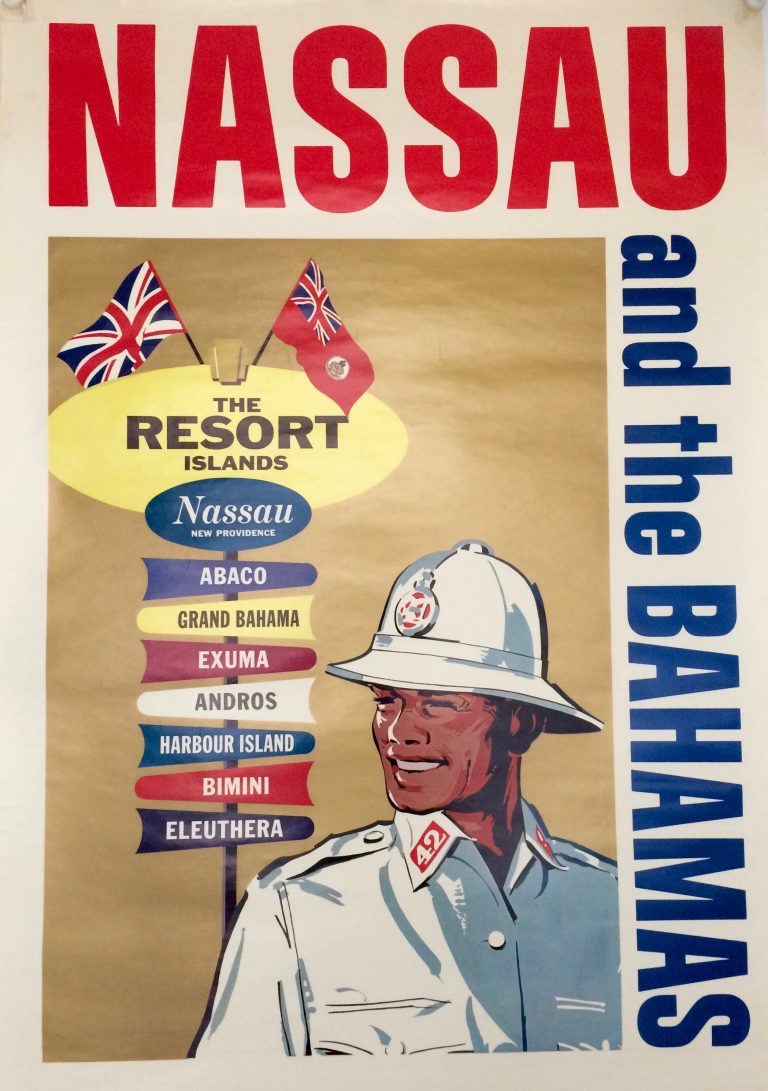 NASSAU
and the BAHAMAS
THE
RESORT
ISLANDS
Nassau
NEW PROVIDENCE
ABACO
GRAND BAHAMA
EXUMA
ANDROS
HARBOUR ISLAND
BIMINI
ELEUTHERA
42